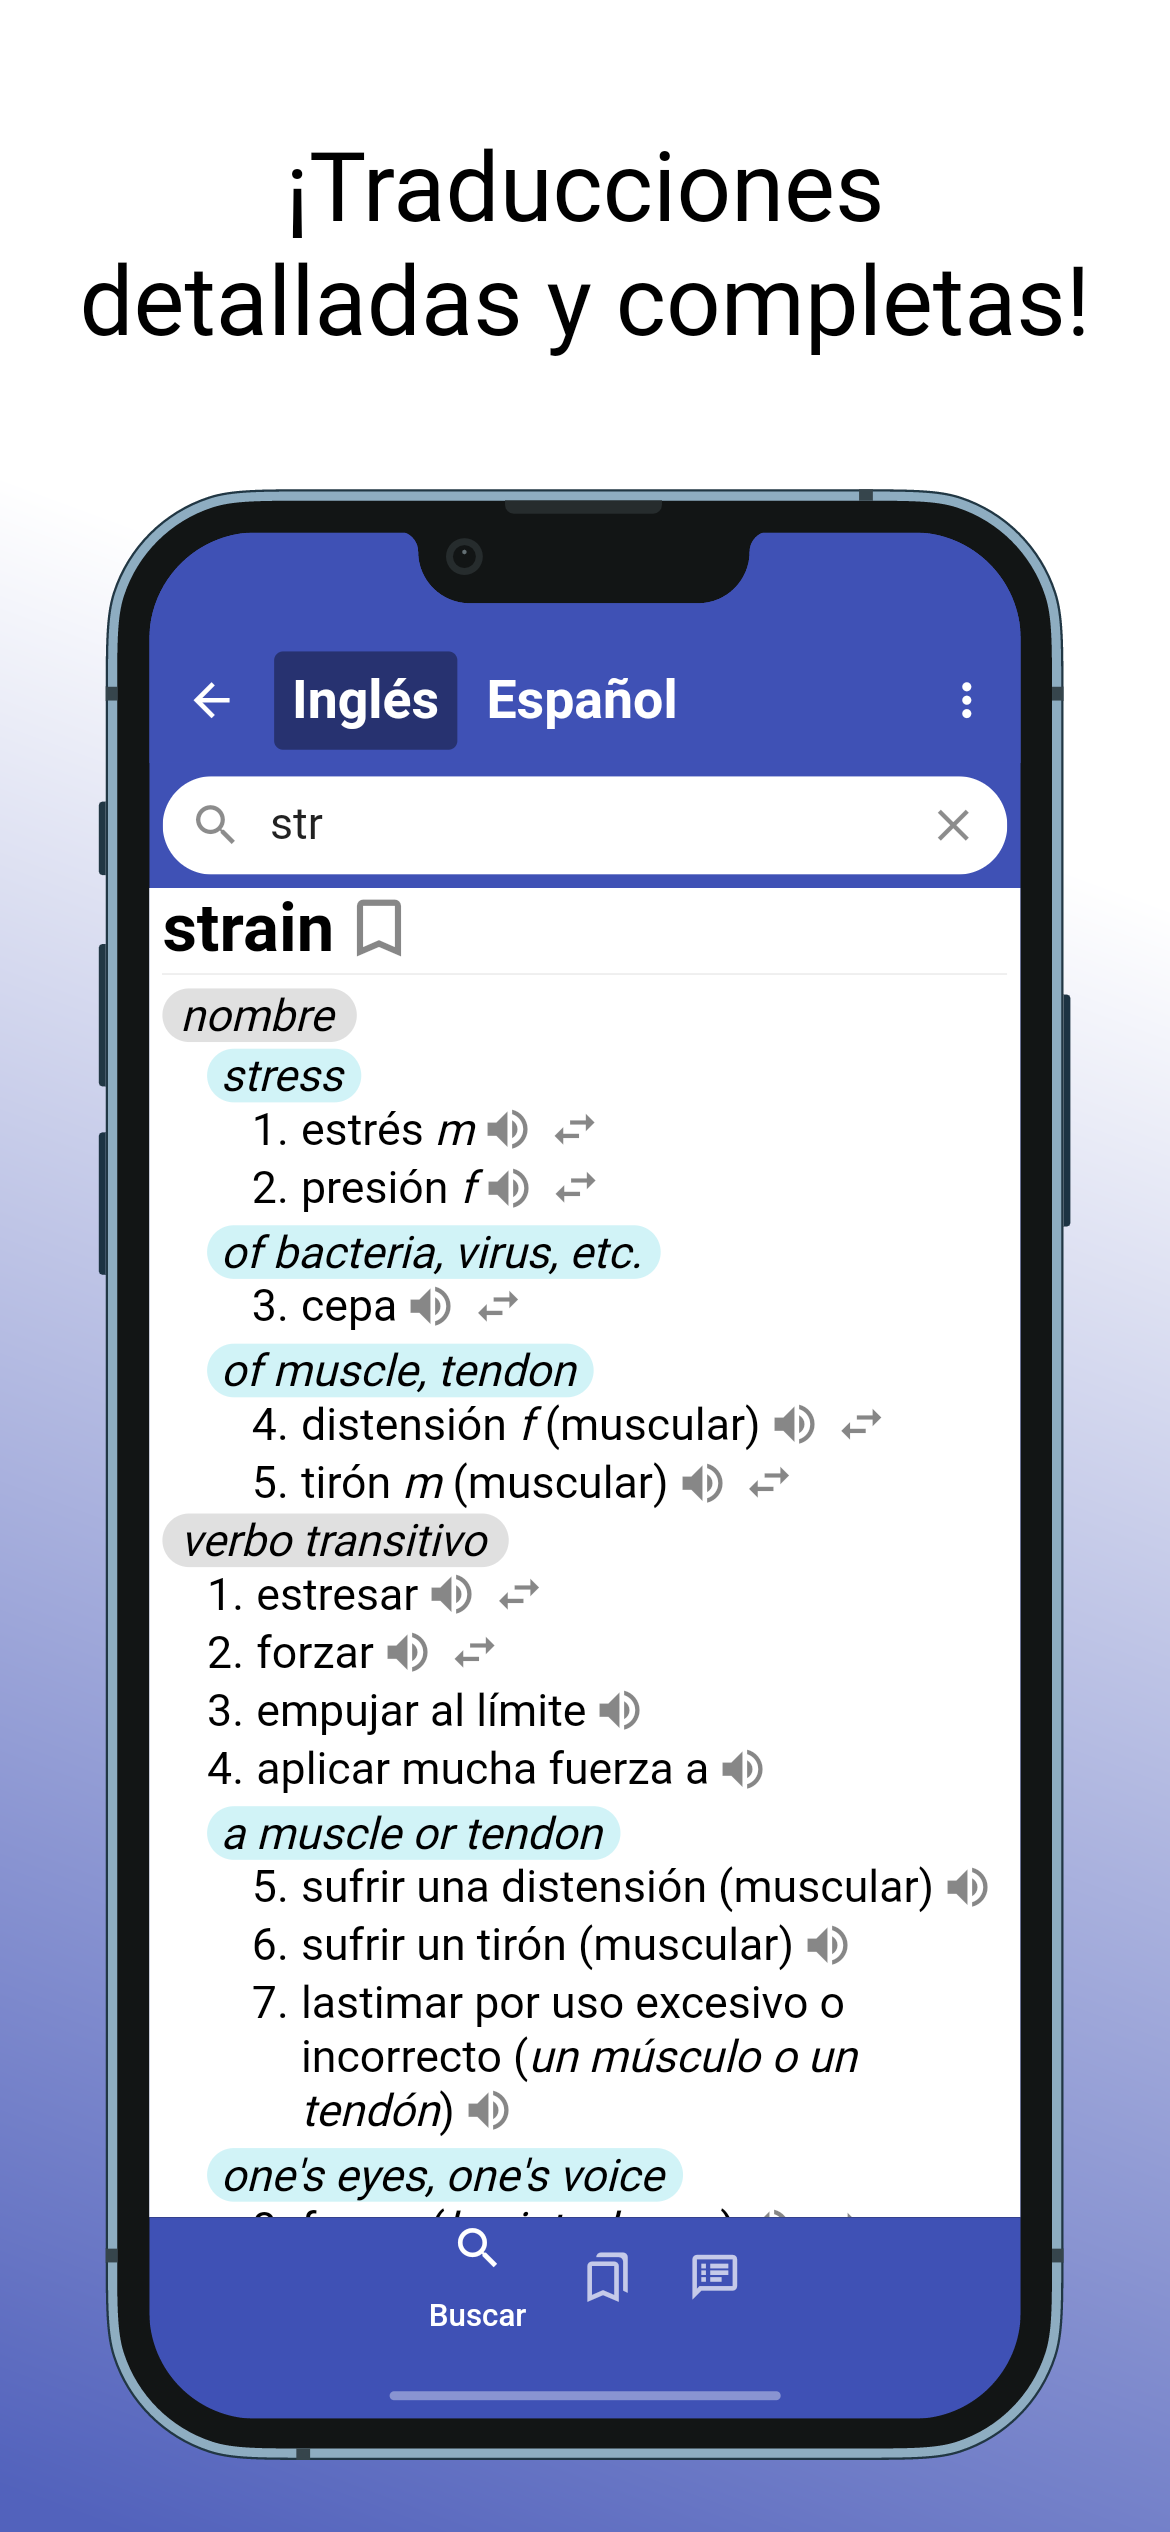 ¡Traducciones
detalladas y completas!
Inglés Español
str
strain
nombre
stress
1. estrés m
2. presión f
of bacteria, virus, etc.
3. cepa
of muscle, tendon
4. distensión f (muscular)
5. tirón m (muscular)
verbo transitivo
1. estresar
2. forzar
3. empujar al límite
4. aplicar mucha fuerza a
a muscle or tendon
5. sufrir una distensión (muscular)
6. sufrir un tirón (muscular)
7. lastimar por uso excesivo o
incorrecto (un músculo o un
tendón)
one's eyes, one's voice
Buscar